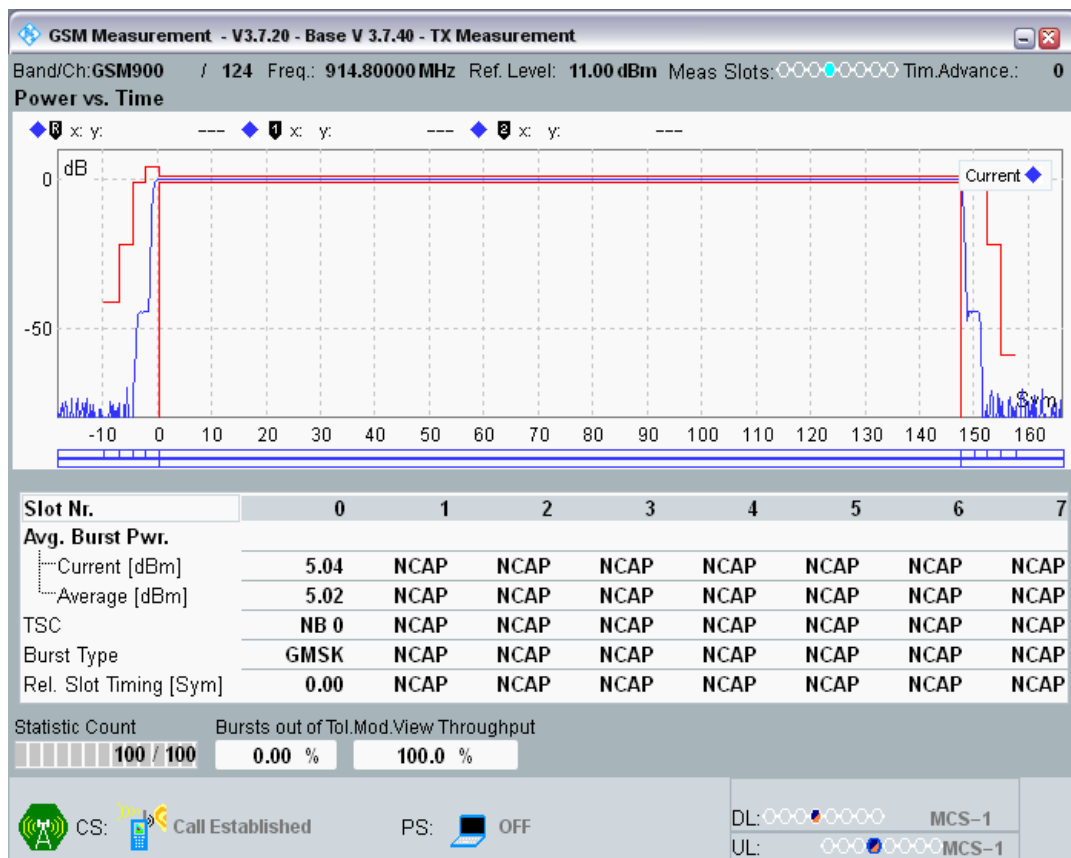 GSM Measurement - V3.7.20 - Base V 3.7.40 - TX Measurement
Band/Ch:GSM900 / 124 Freq.: 914.80000 MHz Ref. Level: 11.00 dBm Meas Slots: Tim.Advance.: 0
Power vs. Time
R x: y: --- 1 x: y: --- 2 x: y: ---
dB
Current
0
-50
Sym
-10 0 10 20 30 40 50 60 70 80 90 100 110 120 130 140 150 160
Slot Nr. 0 1 2 3 4 5 6 7
Avg. Burst Pwr.
Current [dBm] 5.04 NCAP NCAP NCAP NCAP NCAP NCAP NCAP
Average [dBm] 5.02 NCAP NCAP NCAP NCAP NCAP NCAP NCAP
TSC NB 0 NCAP NCAP NCAP NCAP NCAP NCAP NCAP
Burst Type GMSK NCAP NCAP NCAP NCAP NCAP NCAP NCAP
Rel. Slot Timing [Sym] 0.00 NCAP NCAP NCAP NCAP NCAP NCAP NCAP
Statistic Count Bursts out of Tol.Mod.View Throughput
100 / 100 0.00 % 100.0 %
CS: Call Established PS: OFF DL: MCS-1
UL: MCS-1